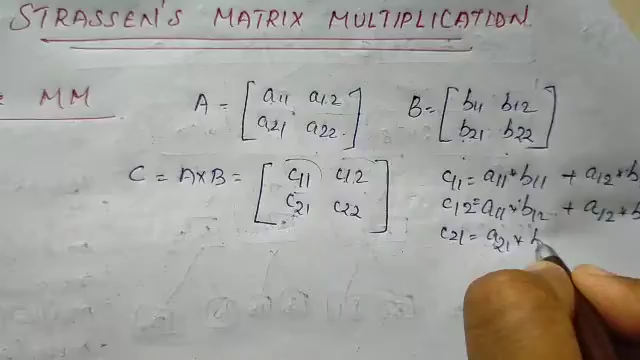 STRASSEN'S MATRIX MULTIPLICATION.
MM
A = [ a11 a12
a21 a22 ]
B = [ b11 b12
b21 b22 ]
C = A×B = [ c11 c12
c21 c22 ]
c11 = a11 * b11 + a12 * b
c12 = a11 * b12 + a12 * b
c21 = a21 * b